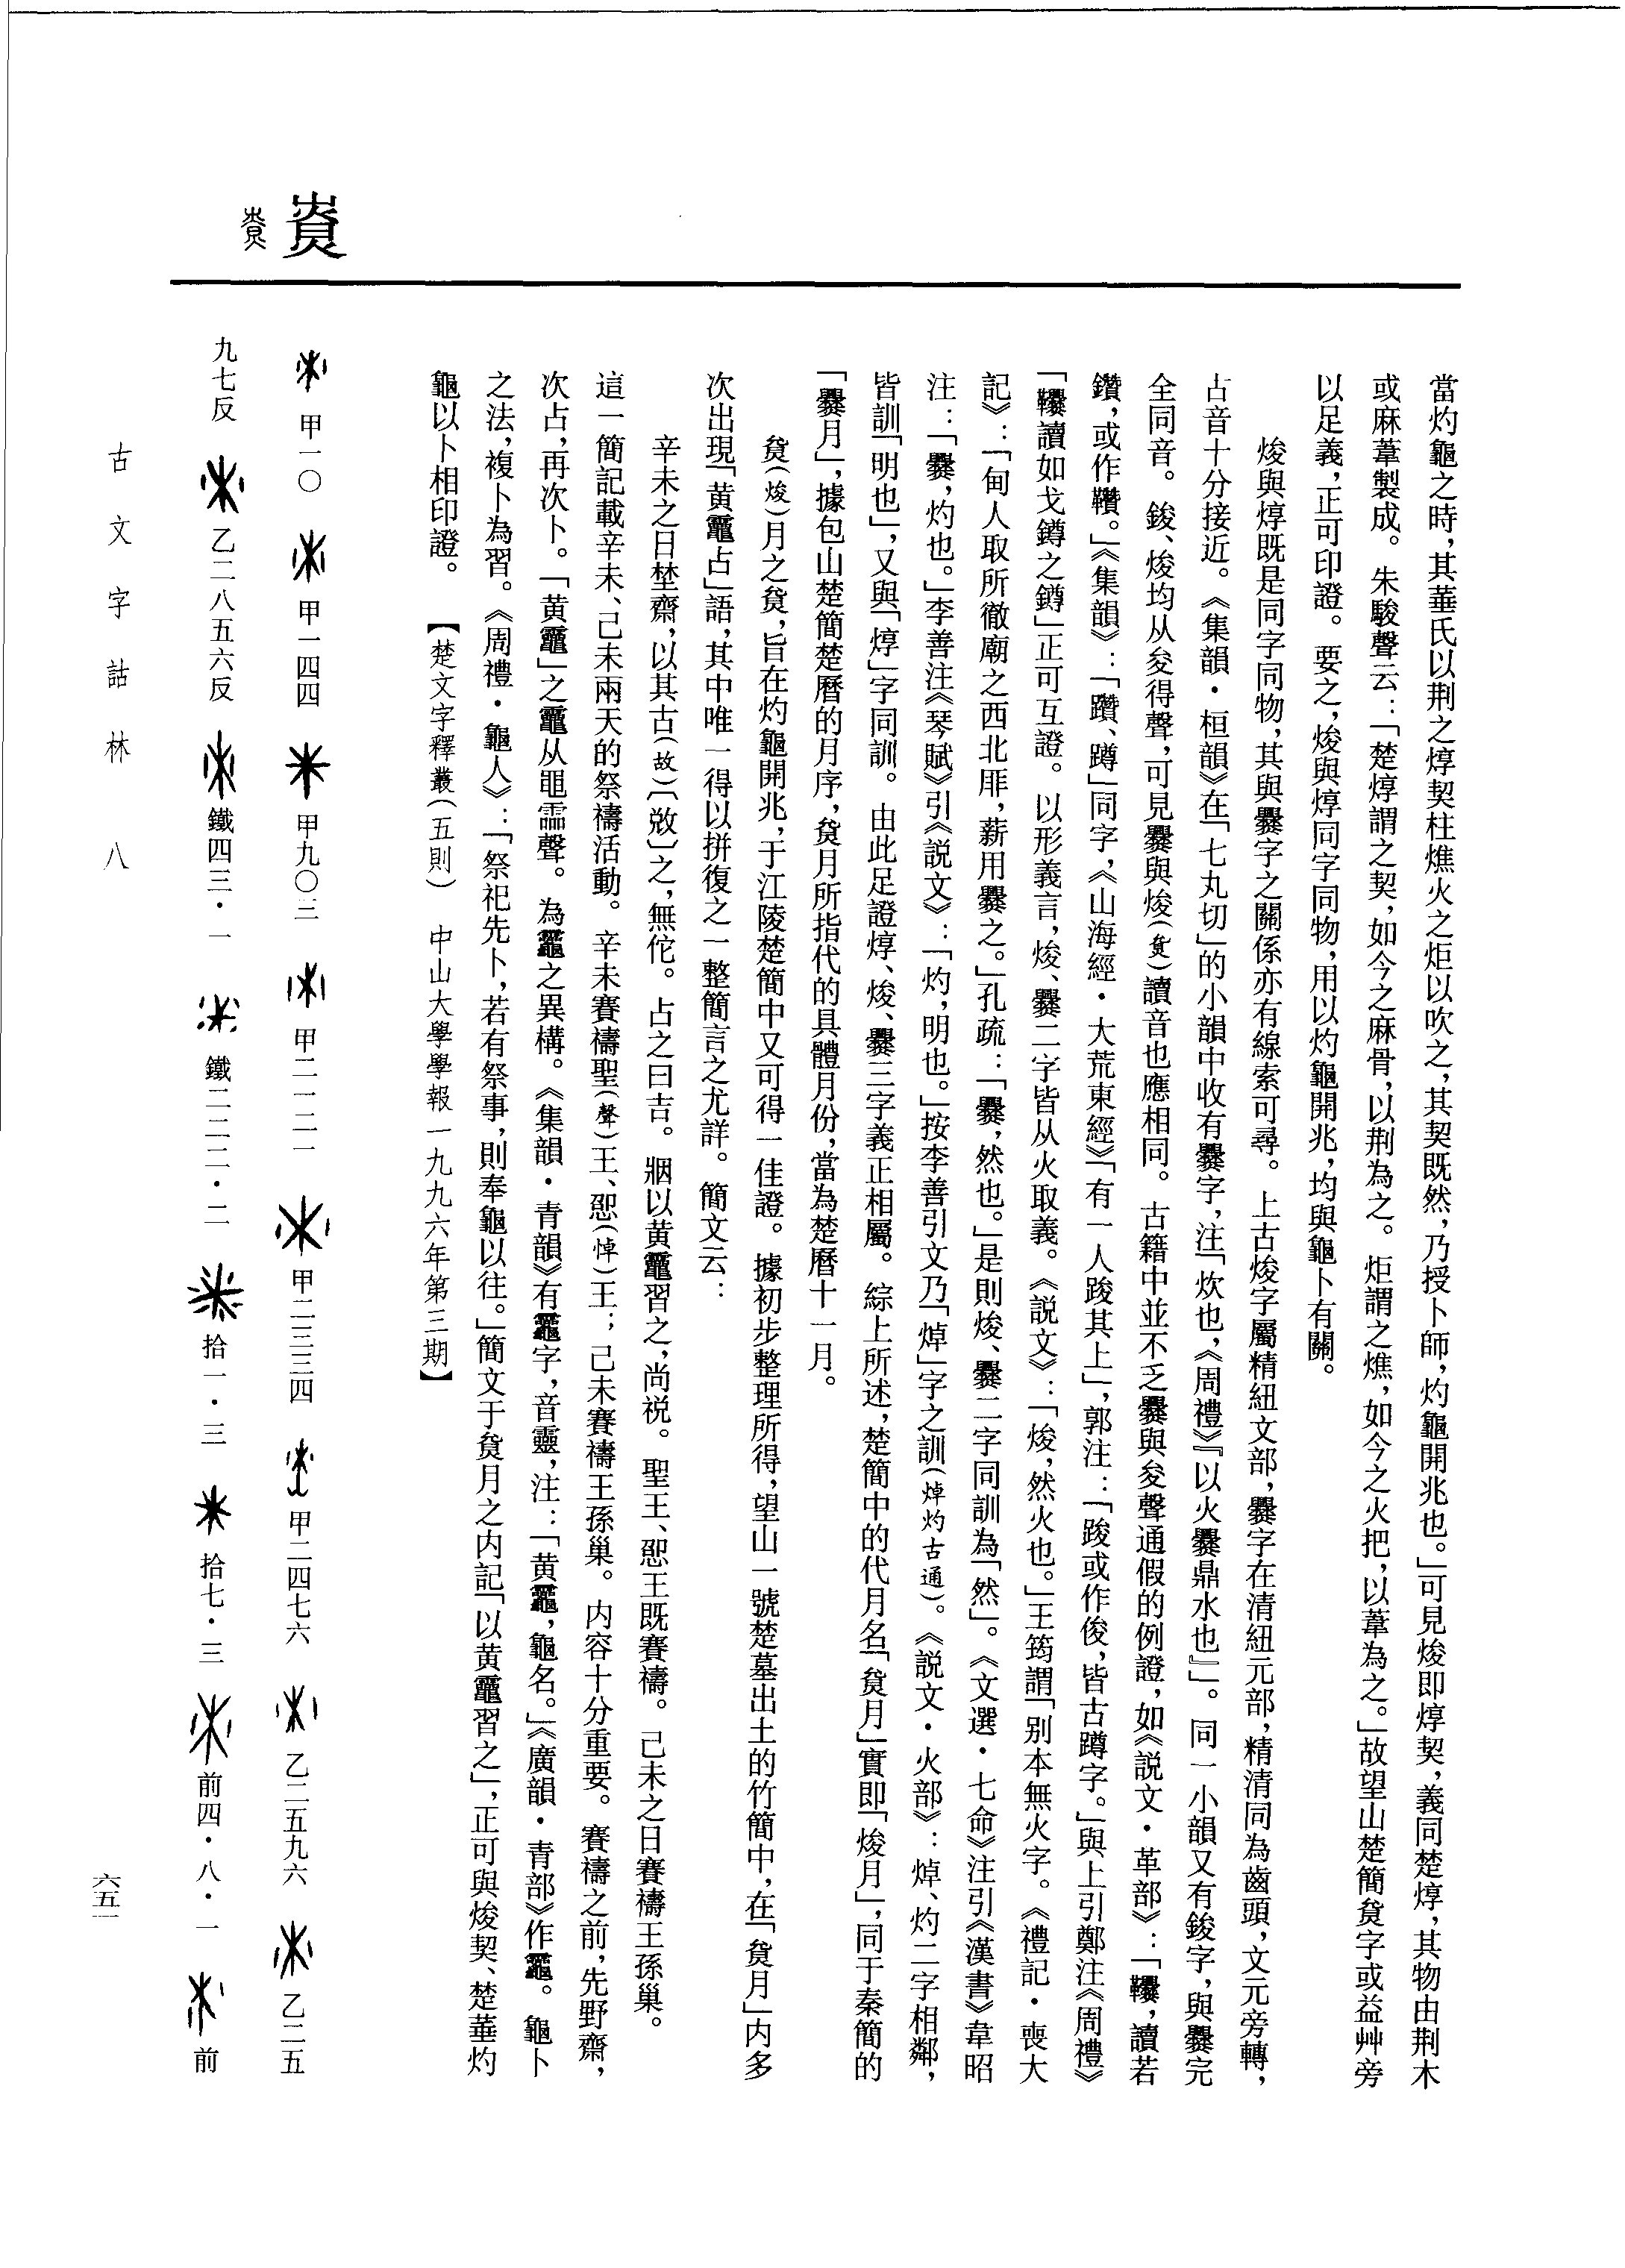 當灼龜之時，其菙氏以荆之焞契柱燋火之炬以吹之，其契既然，乃授卜師，灼龜開兆也。」可見焌即焞契，義同楚焞，其物由荆木
或麻葦製成。朱駿聲云：「楚焞謂之契，如今之麻骨，以荆為之。炬謂之燋，如今之火把，以葦為之。」故望山楚簡㷉字或益艸旁
以足義，正可印證。要之，焌與焞同字同物，用以灼龜開兆，均與龜卜有關。
焌與焞既是同字同物，其與爨字之關係亦有線索可尋。上古焌字屬精紐文部，爨字在清紐元部，精清同為齒頭，文元旁轉，
古音十分接近。《集韻・桓韻》在「七丸切」的小韻中收有爨字，注「炊也，《周禮》『以火爨鼎水也』」。同一小韻又有鋑字，與爨完
全同音。鋑、焌均从夋得聲，可見爨與焌（㷉）讀音也應相同。古籍中並不乏爨與夋聲通假的例證，如《説文・革部》：「䪎，讀若
鑽，或作韉。」《集韻》：「躦、蹲」同字，《山海經・大荒東經》「有一人踆其上」，郭注：「踆或作俊，皆古蹲字。」與上引鄭注《周禮》
「焌讀如戈鐏之鐏」正可互證。以形義言，焌、爨二字皆从火取義。《説文》：「焌，然火也。」王筠謂「别本無火字。《禮記・喪大
記》：「甸人取所徹廟之西北厞，薪用爨之。」孔疏：「爨，然也。」是則焌、爨二字同訓為「然」。《文選・七命》注引《漢書》韋昭
注：「爨，灼也。」李善注《琴賦》引《説文》：「灼，明也。」按李善引文乃「焯」字之訓（焯灼古通）。《説文・火部》：焯、灼二字相鄰，
皆訓「明也」，又與「焞」字同訓。由此足證焞、焌、爨三字義正相屬。綜上所述，楚簡中的代月名「㷉月」實即「焌月」，同于秦簡的
「爨月」，據包山楚簡楚曆的月序，㷉月所指代的具體月份，當為楚曆十一月。
㷉（焌）月之㷉，旨在灼龜開兆，于江陵楚簡中又可得一佳證。據初步整理所得，望山一號楚墓出土的竹簡中，在「㷉月」内多
次出現「黄靇占」語，其中唯一得以拼復之一整簡言之尤詳。簡文云：
辛未之日埜齋，以其古（故）〔敚〕之，無佗。占之曰吉。𦙫以黄靇習之，尚祝。聖王、卲王既賽禱。己未之日賽禱王孫巢。
這一簡記載辛未、己未兩天的祭禱活動。辛未賽禱聖（聲）王、卲（悼）王；己未賽禱王孫巢。内容十分重要。賽禱之前，先野齋，
次占，再次卜。「黄靇」之靇从黽霝聲。為龗之異構。《集韻・青韻》有龗字，音靈，注：「黄龗，龜名。」《廣韻・青部》作龗。龜卜
之法，複卜為習。《周禮・龜人》：「祭祀先卜，若有祭事，則奉龜以往。」簡文于㷉月之内記「以黄靇習之」，正可與焌契、楚菙灼
龜以卜相印證。【楚文字釋叢（五則）　中山大學學報一九九六年第三期】
甲一〇　甲一四四　甲九〇三　甲二一二一　甲二三三四　甲二四七六　乙二五九六　乙二五
九七反　乙二八五六反　鐵四三・一　鐵二二二・二　拾一・三　拾七・三　前四・八・一　前
古文字詁林　八
六五一